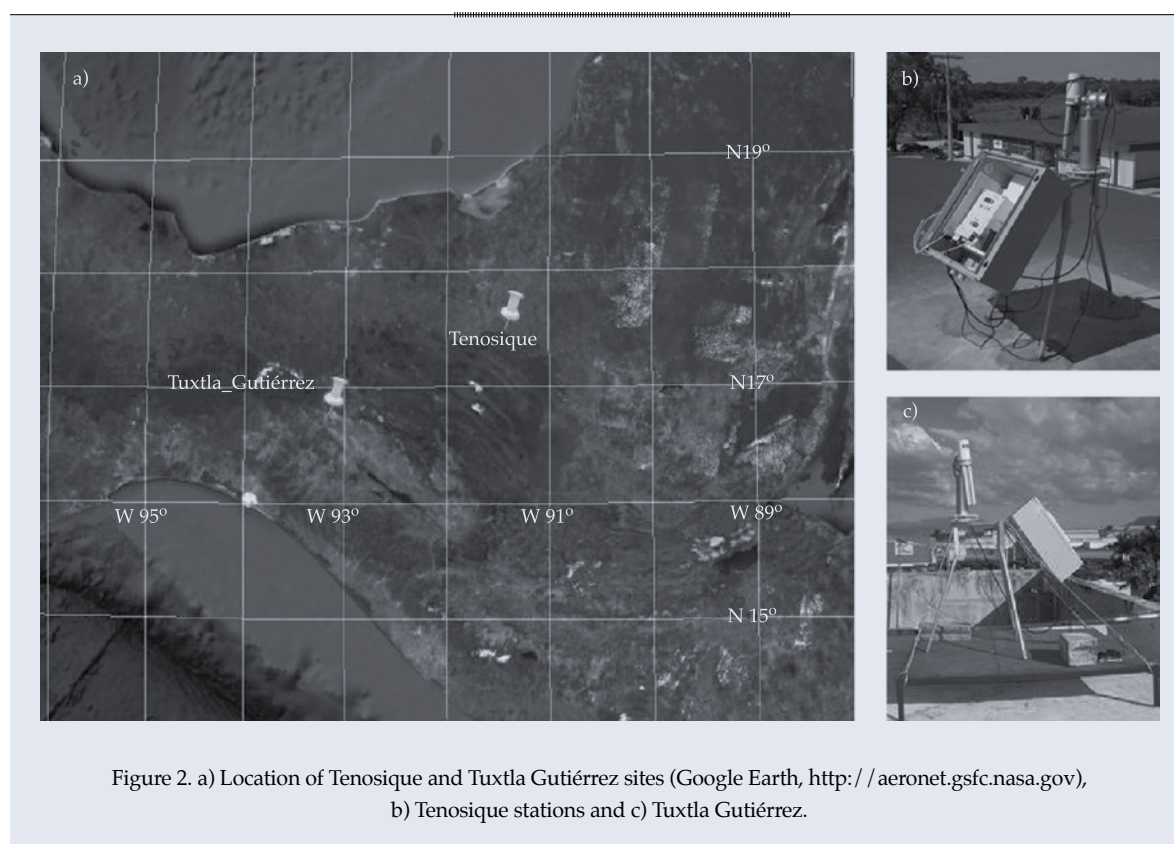 a)
N19º
Tenosique
Tuxtla_Gutiérrez
N17º
W 95º W 93º W 91º W 89º
N 15º
b)
c)
Figure 2. a) Location of Tenosique and Tuxtla Gutiérrez sites (Google Earth, http://aeronet.gsfc.nasa.gov),
b) Tenosique stations and c) Tuxtla Gutiérrez.